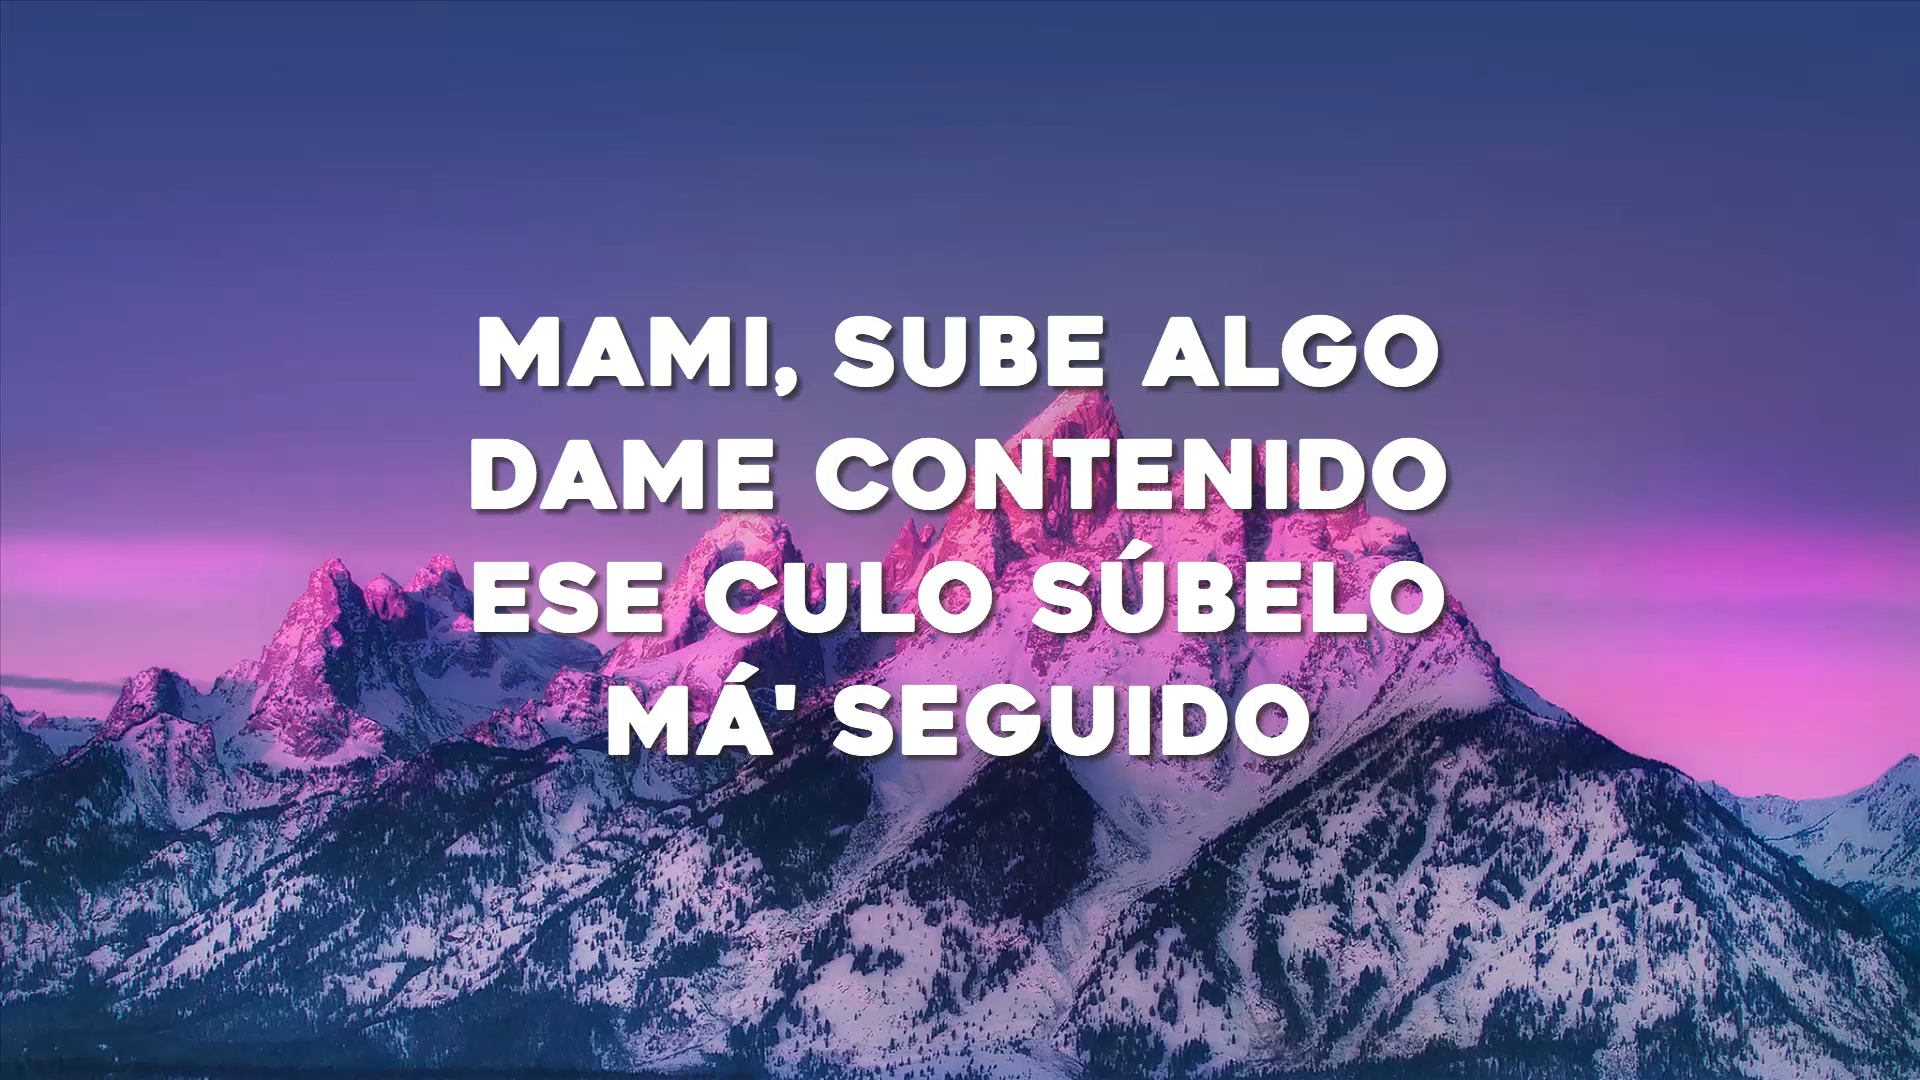 MAMI, SUBE ALGO
DAME CONTENIDO
ESE CULO SÚBELO
MÁ' SEGUIDO